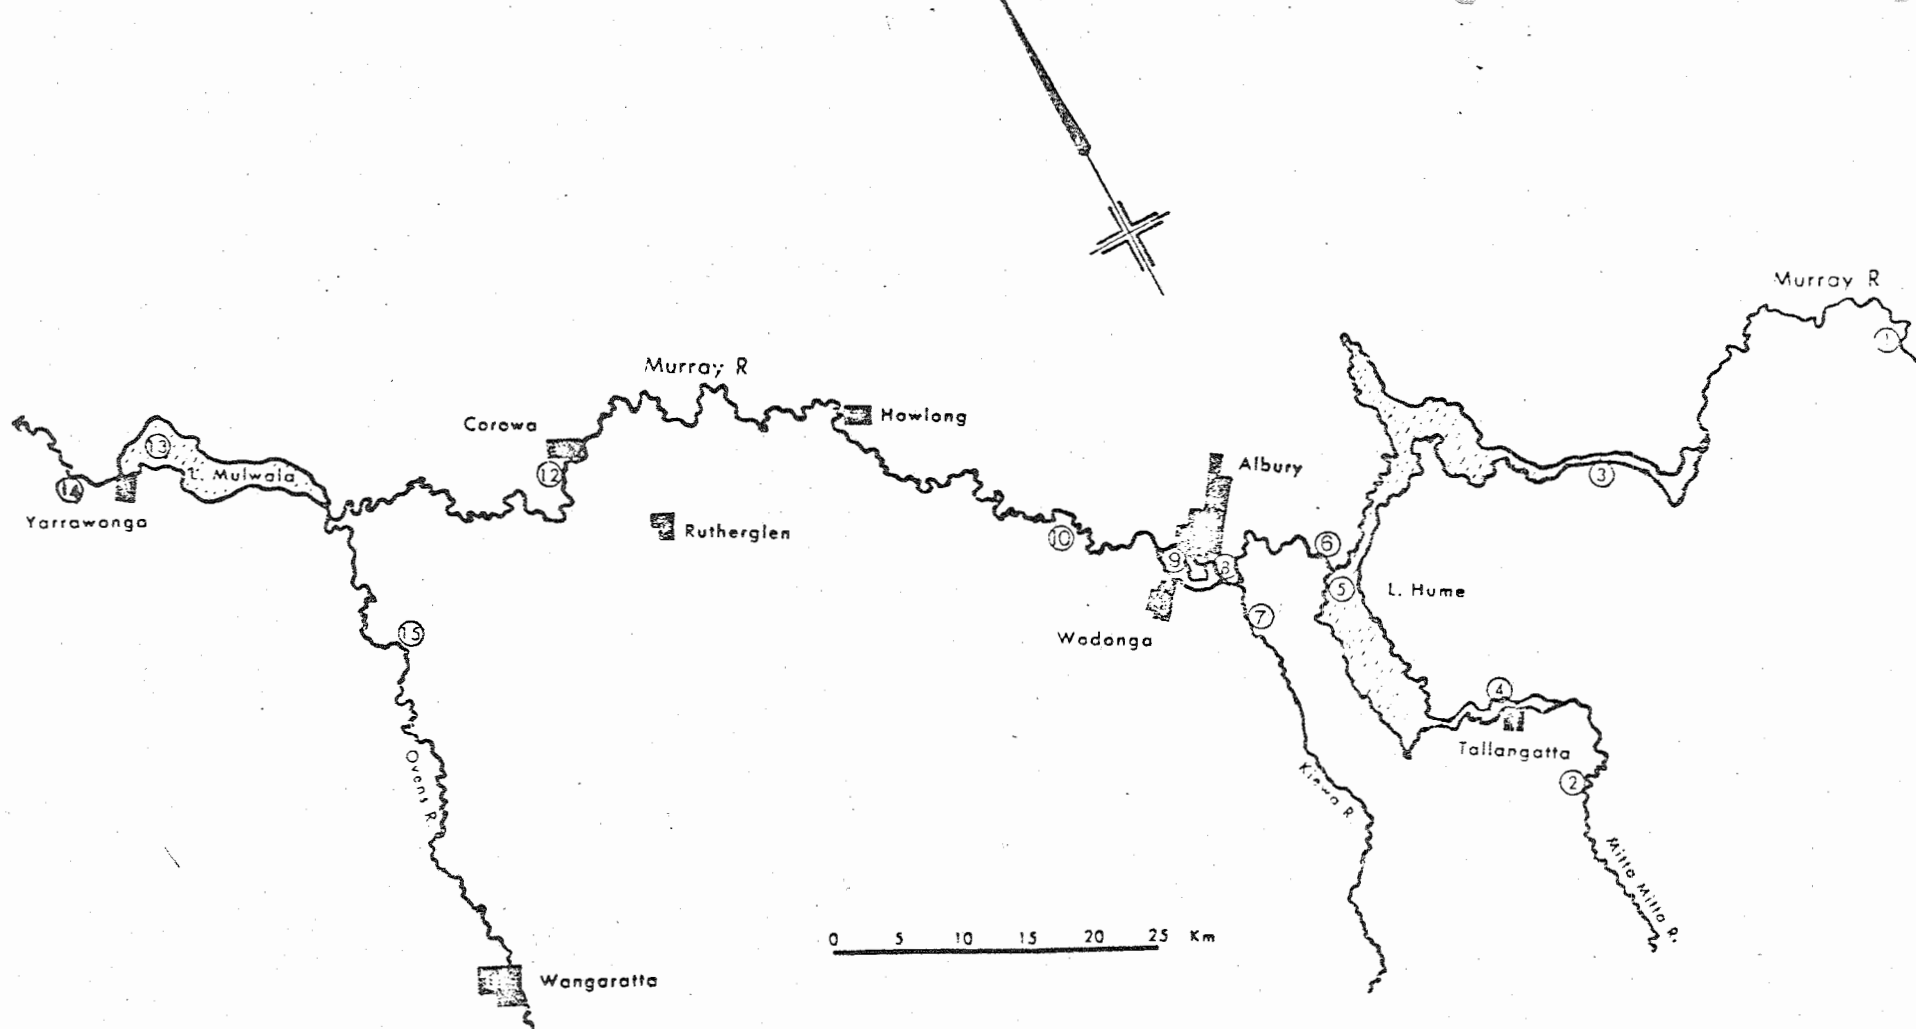 Murray R
1
Murray R
Corowa
Howlong
13
L. Mulwala
12
Albury
3
14
Yarrawonga
Rutherglen
10
6
9
8
5
L. Hume
7
15
Wodonga
4
Tallangatta
2
Ovens R.
Kiewa R
Mitta Mitta R.
0 5 10 15 20 25 Km
Wangaratta